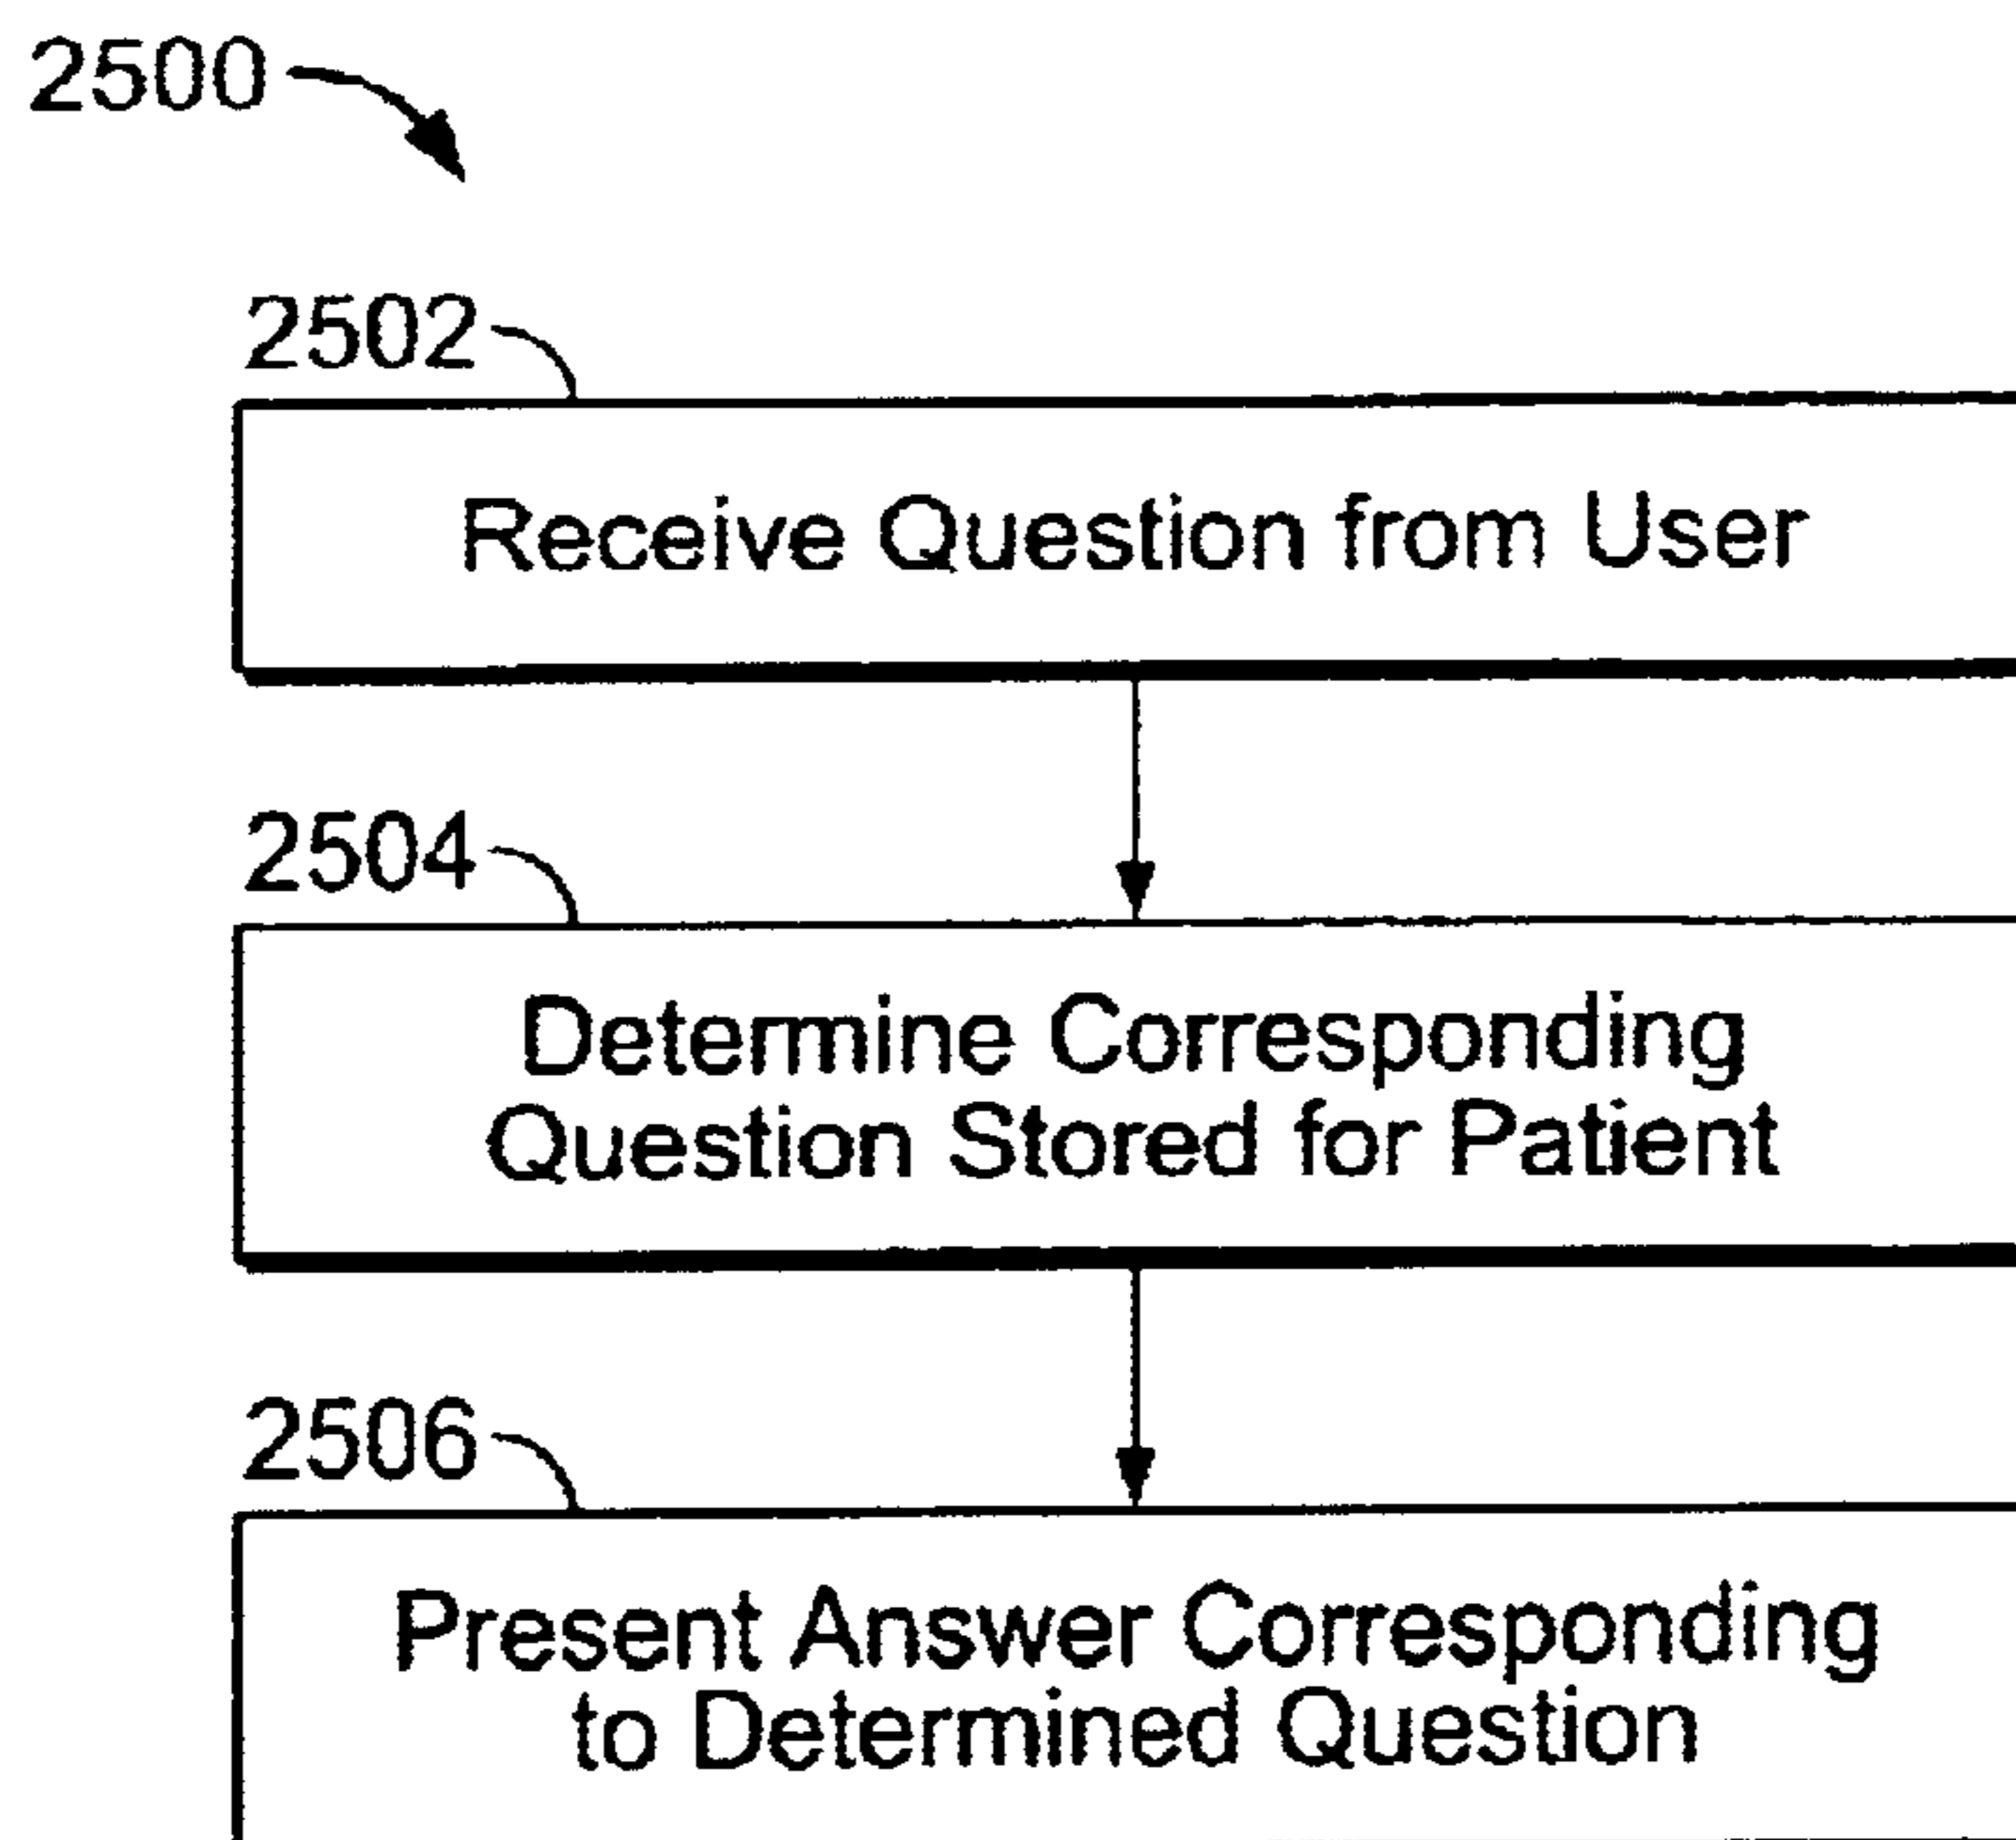 2500
2502
Receive Question from User
2504
Determine Corresponding
Question Stored for Patient
2506
Present Answer Corresponding
to Determined Question